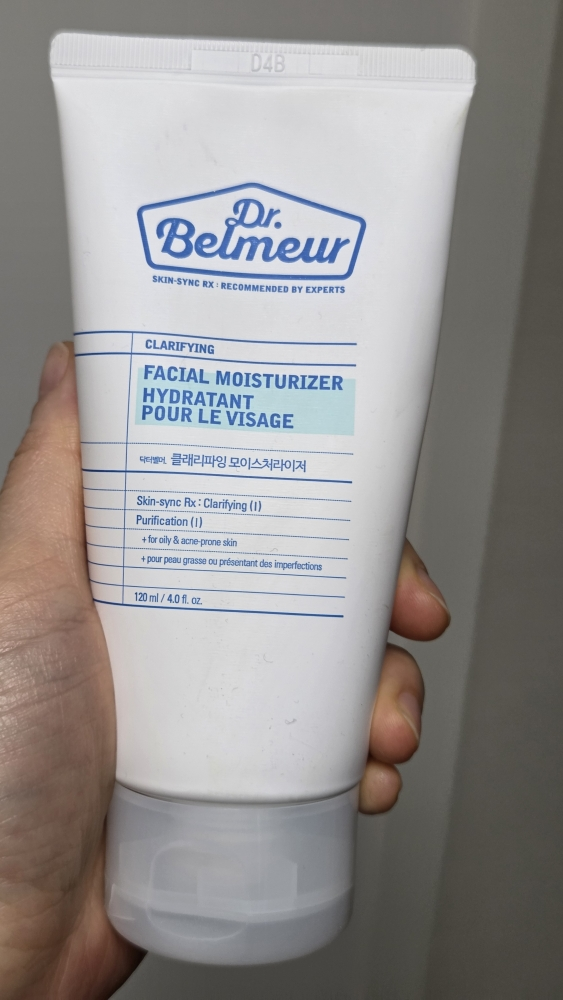 D4B
Dr.
Belmeur
SKIN-SYNC RX : RECOMMENDED BY EXPERTS
CLARIFYING
FACIAL MOISTURIZER
HYDRATANT
POUR LE VISAGE
닥터벨머. 클래리파잉 모이스처라이저
Skin-sync Rx : Clarifying (I)
Purification (I)
+ for oily & acne-prone skin
+ pour peau grasse ou présentant des imperfections
120 ml / 4.0 fl. oz.